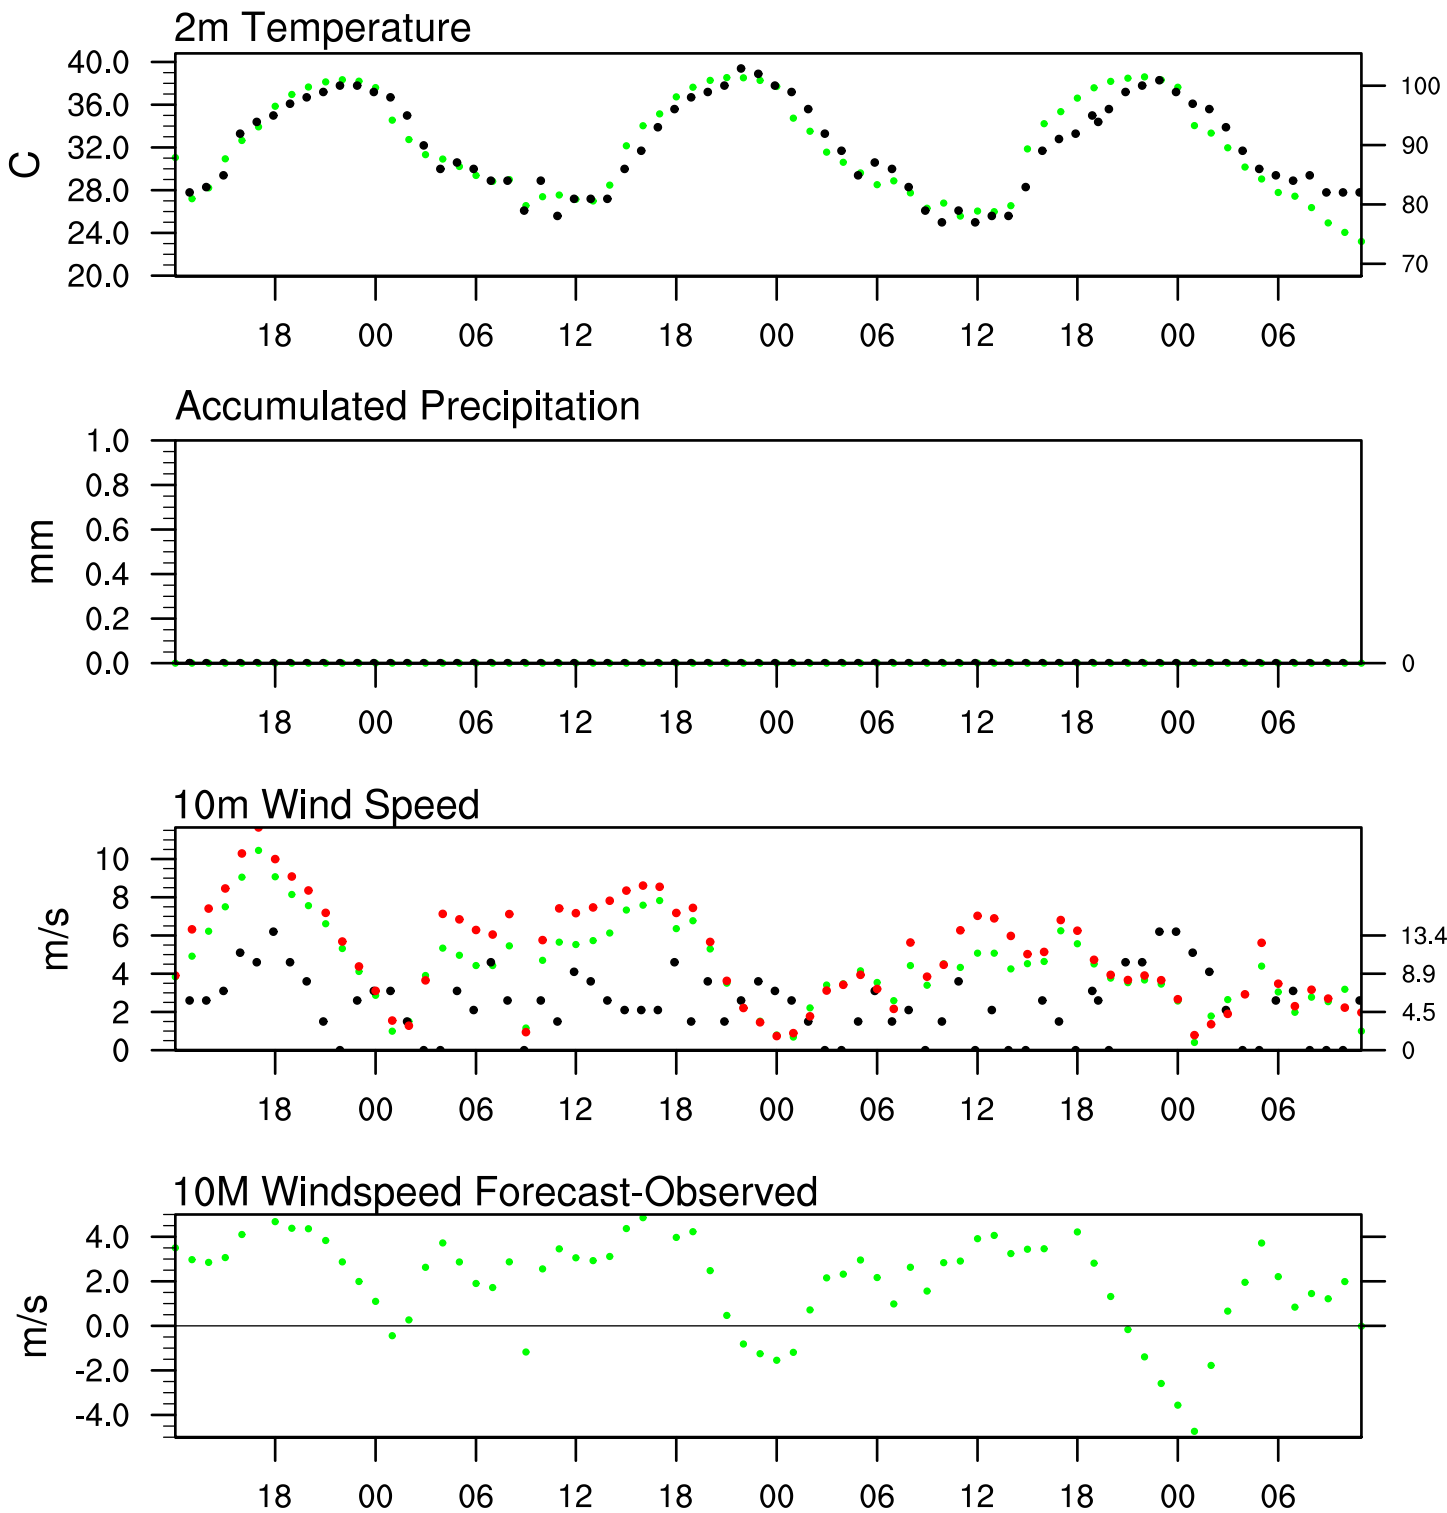 2m Temperature
40.0
36.0
32.0
28.0
24.0
20.0
C
100
90
80
70
18 00 06 12 18 00 06 12 18 00 06
Accumulated Precipitation
1.0
0.8
0.6
0.4
0.2
0.0
mm
0
18 00 06 12 18 00 06 12 18 00 06
10m Wind Speed
10
8
6
4
2
0
m/s
13.4
8.9
4.5
0
18 00 06 12 18 00 06 12 18 00 06
10M Windspeed Forecast-Observed
4.0
2.0
0.0
-2.0
-4.0
m/s
18 00 06 12 18 00 06 12 18 00 06